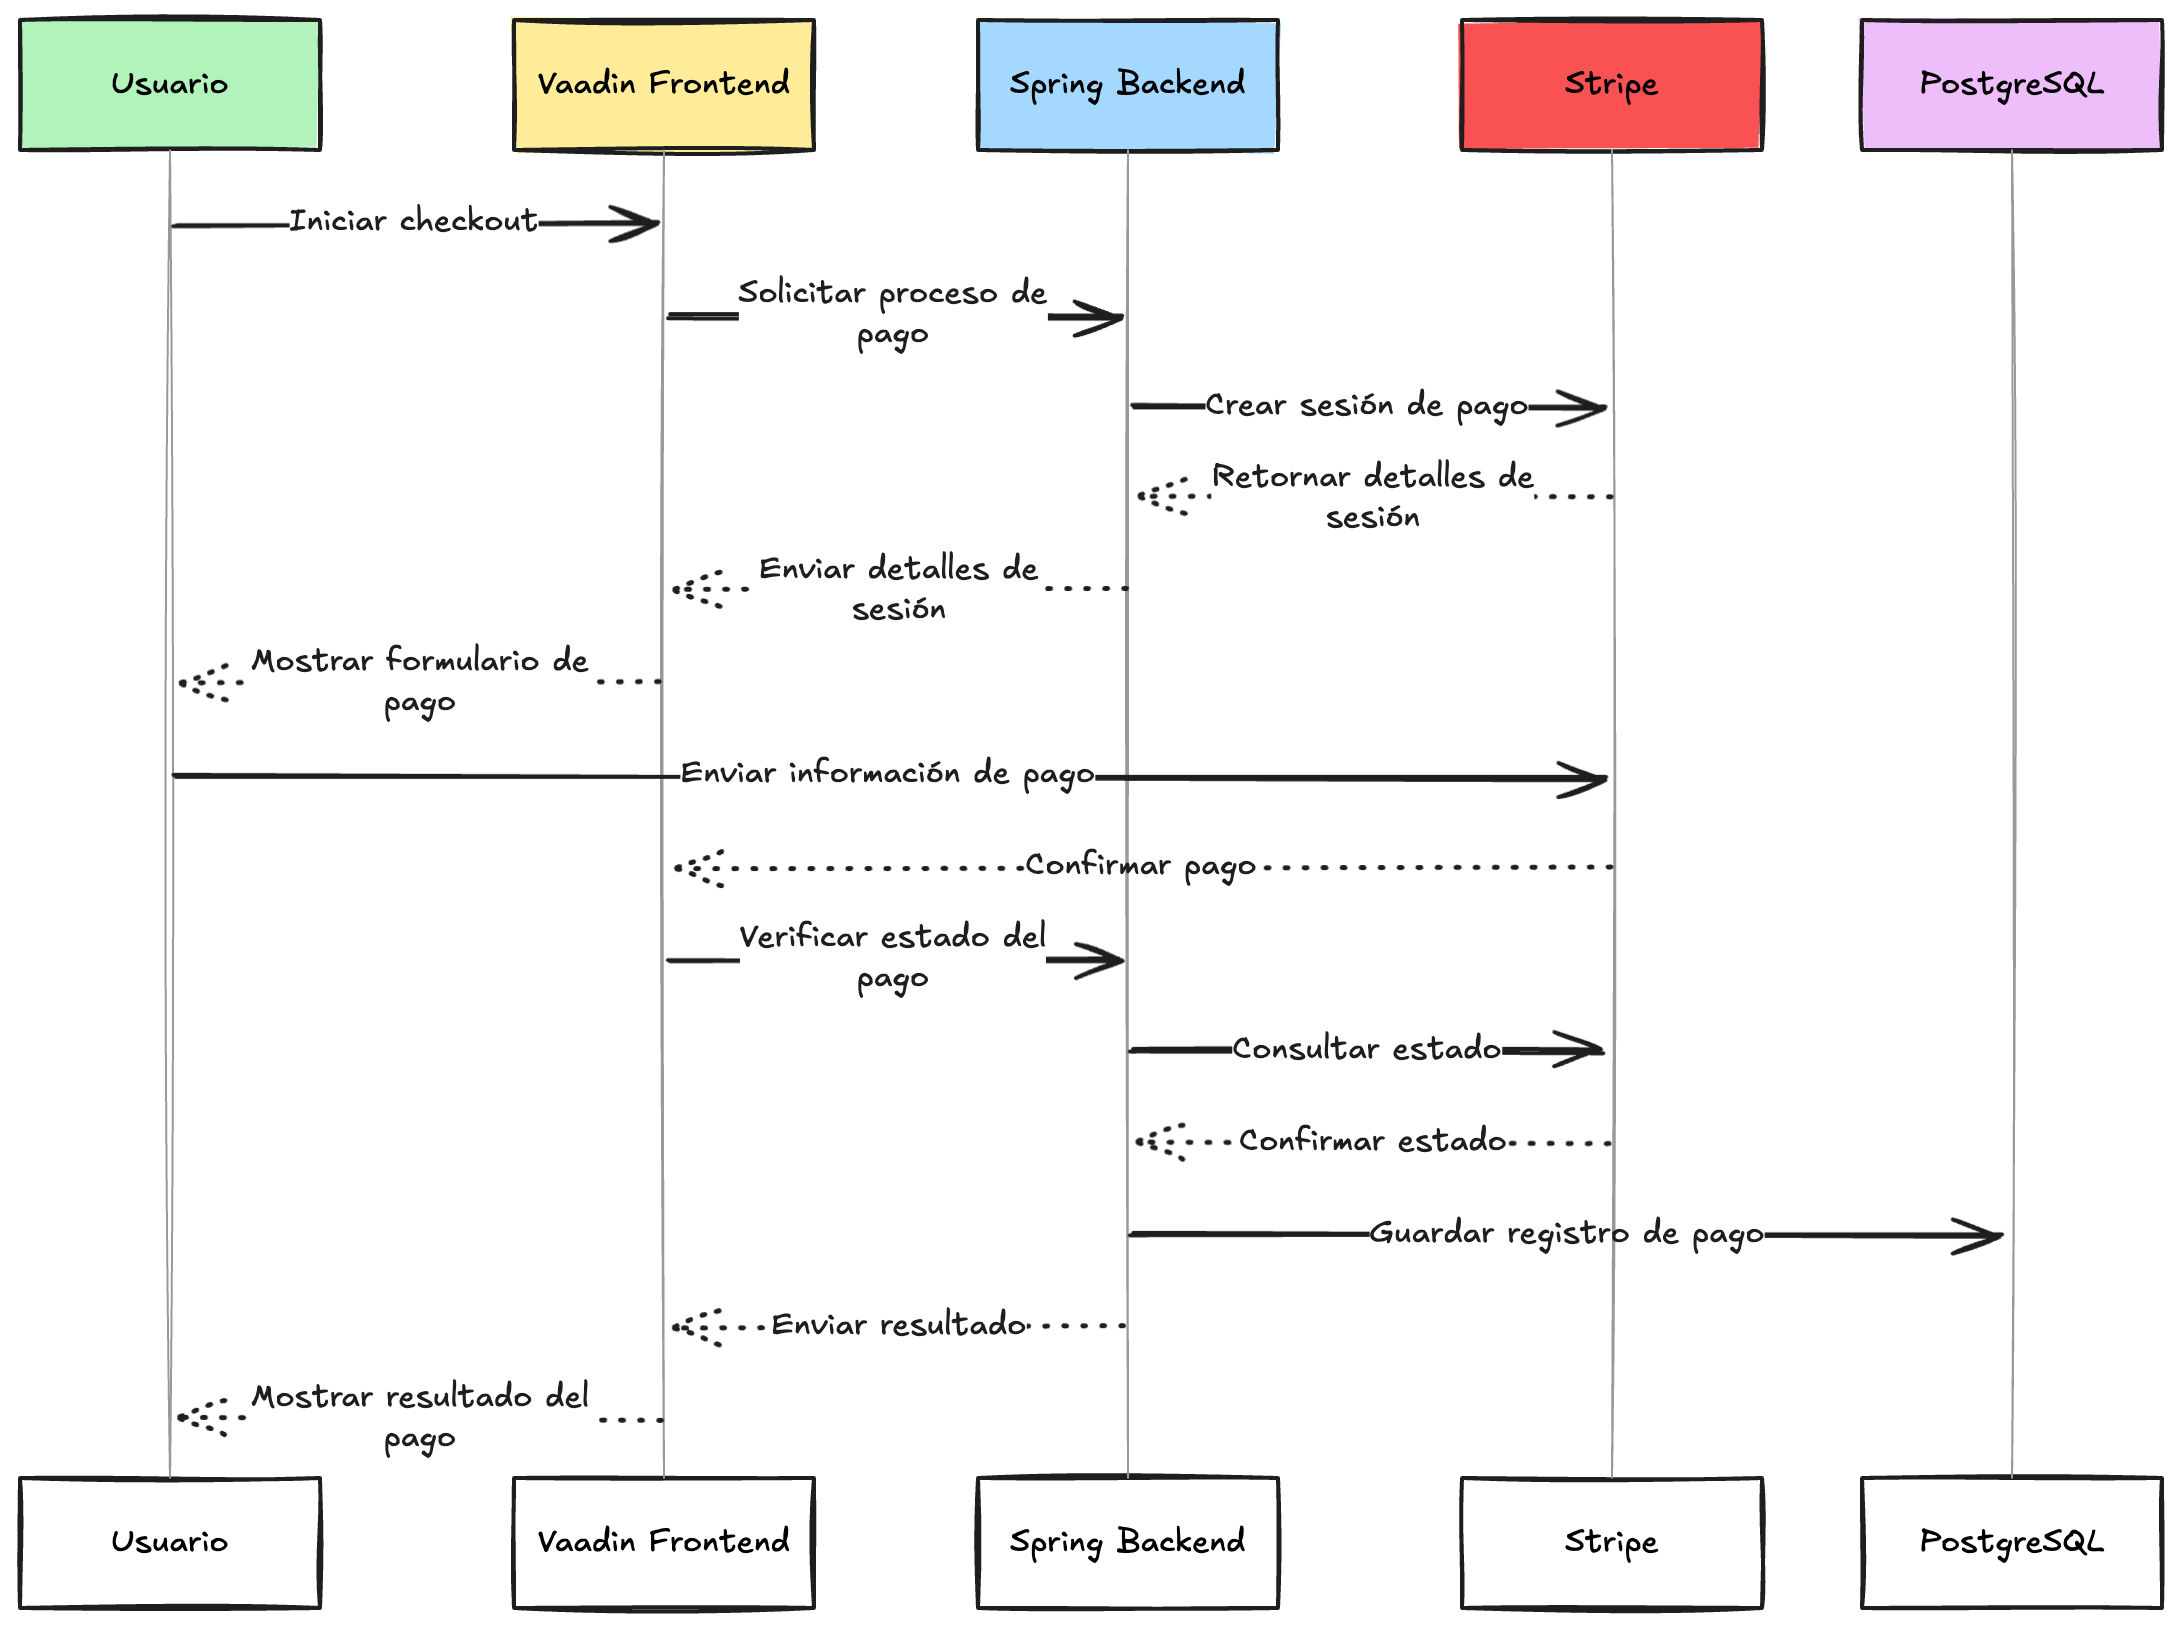 Usuario
Vaadin Frontend
Spring Backend
Stripe
PostgreSQL
Iniciar checkout
Solicitar proceso de
pago
Crear sesión de pago
Retornar detalles de
sesión
Enviar detalles de
sesión
Mostrar formulario de
pago
Enviar información de pago
Confirmar pago
Verificar estado del
pago
Consultar estado
Confirmar estado
Guardar registro de pago
Enviar resultado
Mostrar resultado del
pago
Usuario
Vaadin Frontend
Spring Backend
Stripe
PostgreSQL